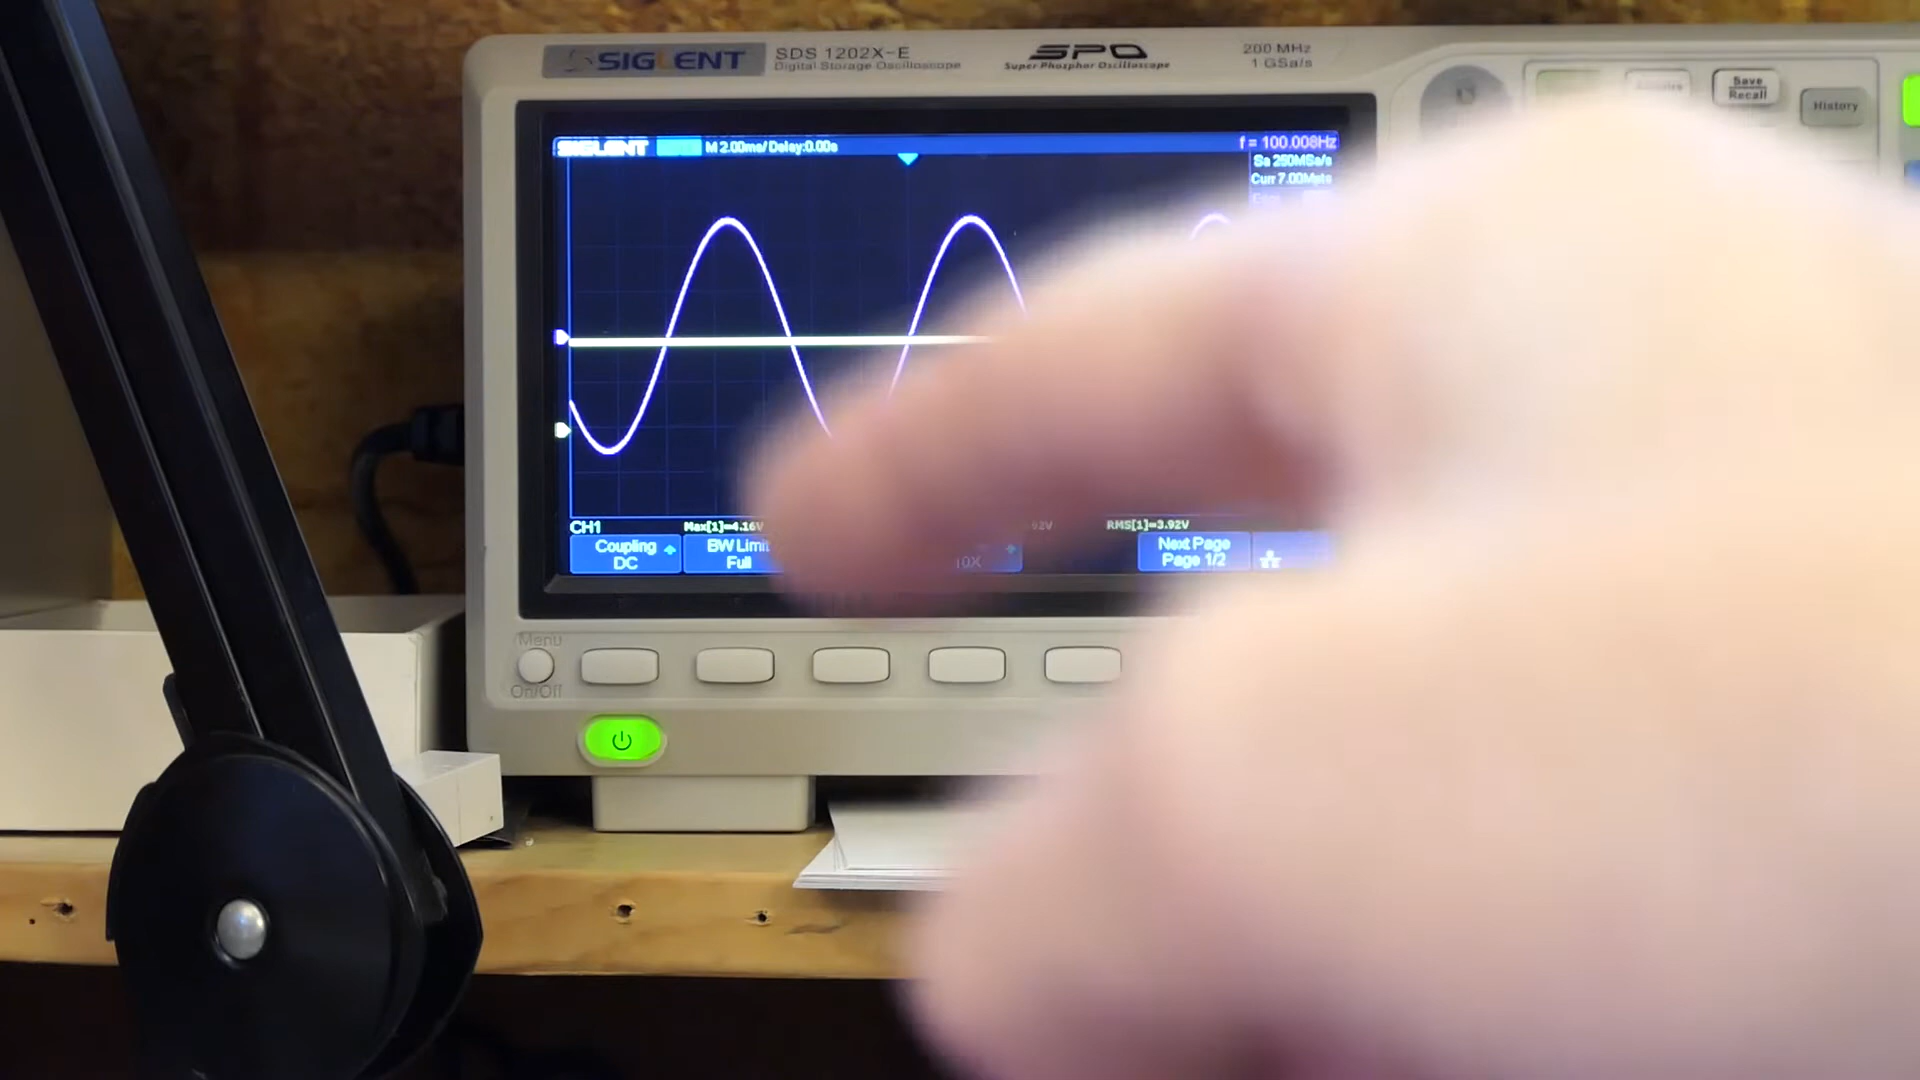 SIGLENT
SDS 1202X-E
Digital Storage Oscilloscope
SPO
Super Phosphor Oscilloscope
200 MHz
1 GSa/s
Save
Recall
History
SIGLENT
M 2.00ms/ Delay:0.00s
f = 100.008Hz
Sa 250MSa/s
Curr 7.00Mpts
CH1
Max[1]=4.16V
RMS[1]=3.92V
Coupling
DC
BW Limit
Full
10X
Next Page
Page 1/2
Menu
On/Off